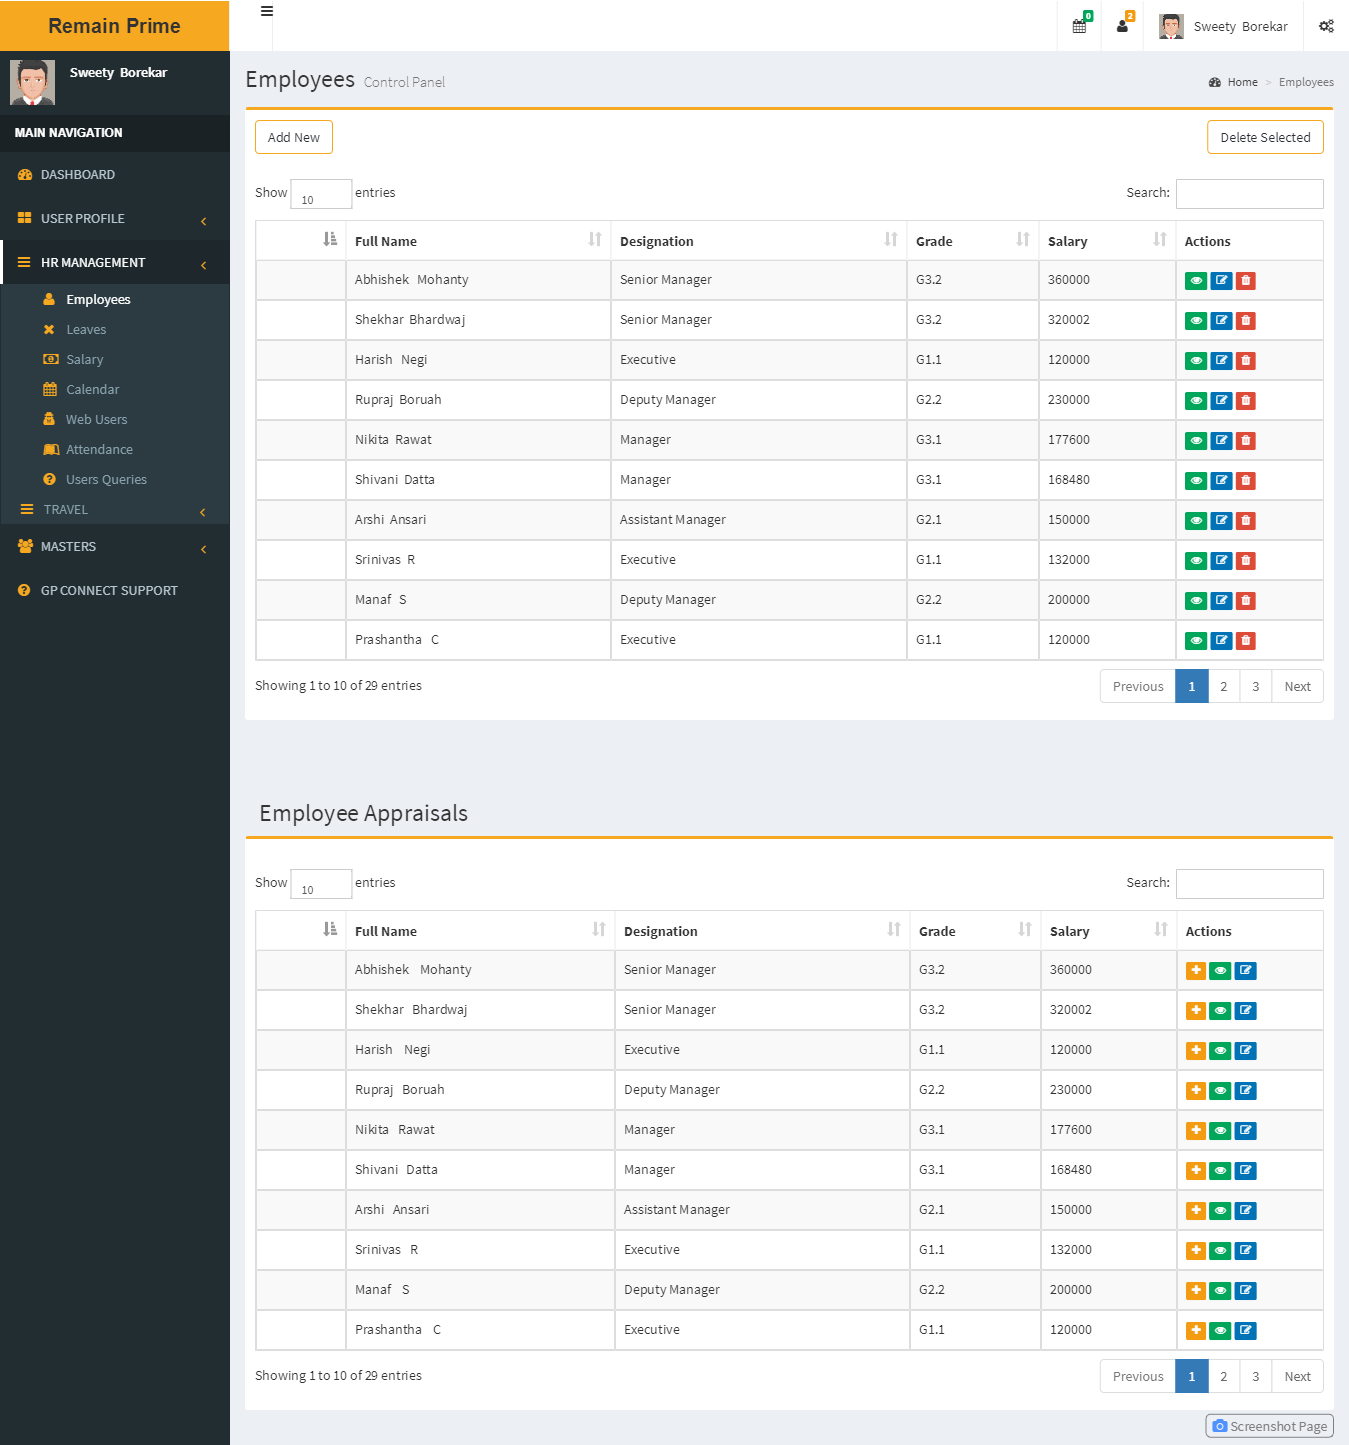 Remain Prime
0
2
Sweety Borekar
Sweety Borekar
MAIN NAVIGATION
DASHBOARD
USER PROFILE
HR MANAGEMENT
Employees
Leaves
Salary
Calendar
Web Users
Attendance
Users Queries
TRAVEL
MASTERS
GP CONNECT SUPPORT
Employees Control Panel
Home > Employees
Add New Delete Selected
Show 10 entries Search:
Full Name Designation Grade Salary Actions
Abhishek Mohanty Senior Manager G3.2 360000
Shekhar Bhardwaj Senior Manager G3.2 320002
Harish Negi Executive G1.1 120000
Rupraj Boruah Deputy Manager G2.2 230000
Nikita Rawat Manager G3.1 177600
Shivani Datta Manager G3.1 168480
Arshi Ansari Assistant Manager G2.1 150000
Srinivas R Executive G1.1 132000
Manaf S Deputy Manager G2.2 200000
Prashantha C Executive G1.1 120000
Showing 1 to 10 of 29 entries Previous 1 2 3 Next
Employee Appraisals
Show 10 entries Search:
Full Name Designation Grade Salary Actions
Abhishek Mohanty Senior Manager G3.2 360000
Shekhar Bhardwaj Senior Manager G3.2 320002
Harish Negi Executive G1.1 120000
Rupraj Boruah Deputy Manager G2.2 230000
Nikita Rawat Manager G3.1 177600
Shivani Datta Manager G3.1 168480
Arshi Ansari Assistant Manager G2.1 150000
Srinivas R Executive G1.1 132000
Manaf S Deputy Manager G2.2 200000
Prashantha C Executive G1.1 120000
Showing 1 to 10 of 29 entries Previous 1 2 3 Next
Screenshot Page